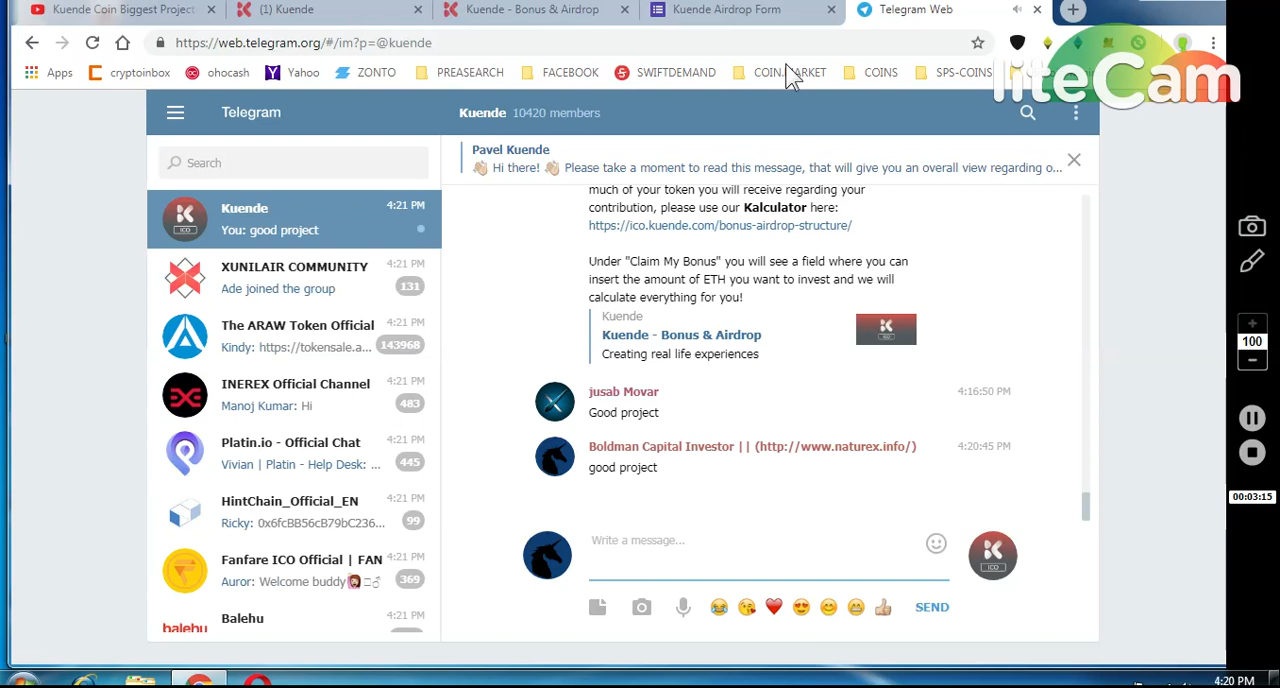 Kuende Coin Biggest Project
(1) Kuende
Kuende - Bonus & Airdrop
Kuende Airdrop Form
Telegram Web
https://web.telegram.org/#/im?p=@kuende
Apps
cryptoinbox
ohocash
Yahoo
ZONTO
PREASEARCH
FACEBOOK
SWIFTDEMAND
COIN MARKET
COINS
SPS-COINS
liteCam
Telegram
Kuende 10420 members
Search
Pavel Kuende
👋 Hi there! 👋 Please take a moment to read this message, that will give you an overall view regarding o...
Kuende 4:21 PM
You: good project
XUNILAIR COMMUNITY 4:21 PM
Ade joined the group 131
The ARAW Token Official 4:21 PM
Kindy: https://tokensale.a... 143968
INEREX Official Channel 4:21 PM
Manoj Kumar: Hi 483
Platin.io - Official Chat 4:21 PM
Vivian | Platin - Help Desk: ... 445
HintChain_Official_EN 4:21 PM
Ricky: 0x6fcBB56cB79bC236... 99
Fanfare ICO Official | FAN 4:21 PM
Auror: Welcome buddy 369
Balehu 4:21 PM
balehu
much of your token you will receive regarding your
contribution, please use our Kalculator here:
https://ico.kuende.com/bonus-airdrop-structure/
Under "Claim My Bonus" you will see a field where you can
insert the amount of ETH you want to invest and we will
calculate everything for you!
Kuende
Kuende - Bonus & Airdrop
Creating real life experiences
ICO
jusab Movar 4:16:50 PM
Good project
Boldman Capital Investor || (http://www.naturex.info/) 4:20:45 PM
good project
Write a message...
ICO
SEND
100
00:03:15
4:20 PM